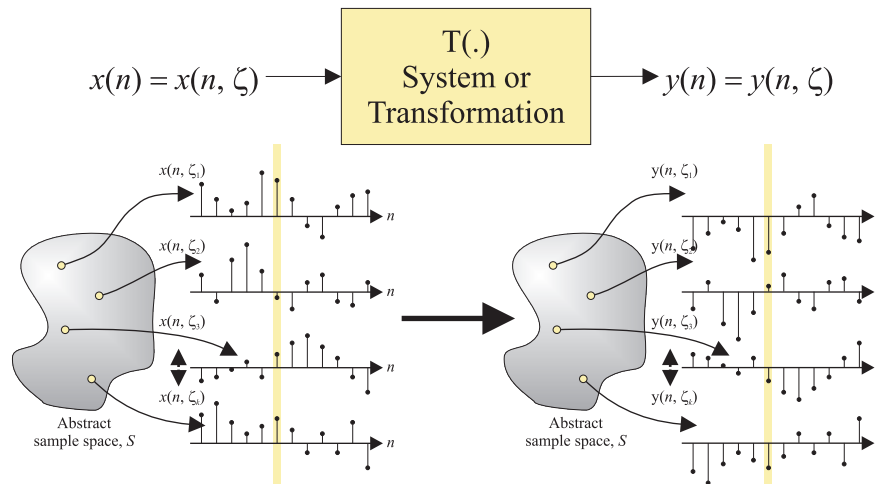 T(.)
System or
Transformation
x(n) = x(n, ζ)
y(n) = y(n, ζ)
x(n, ζ1)
n
x(n, ζ2)
n
x(n, ζ3)
n
x(n, ζk)
n
Abstract
sample space, S
y(n, ζ1)
y(n, ζ2)
y(n, ζ3)
y(n, ζk)
Abstract
sample space, S